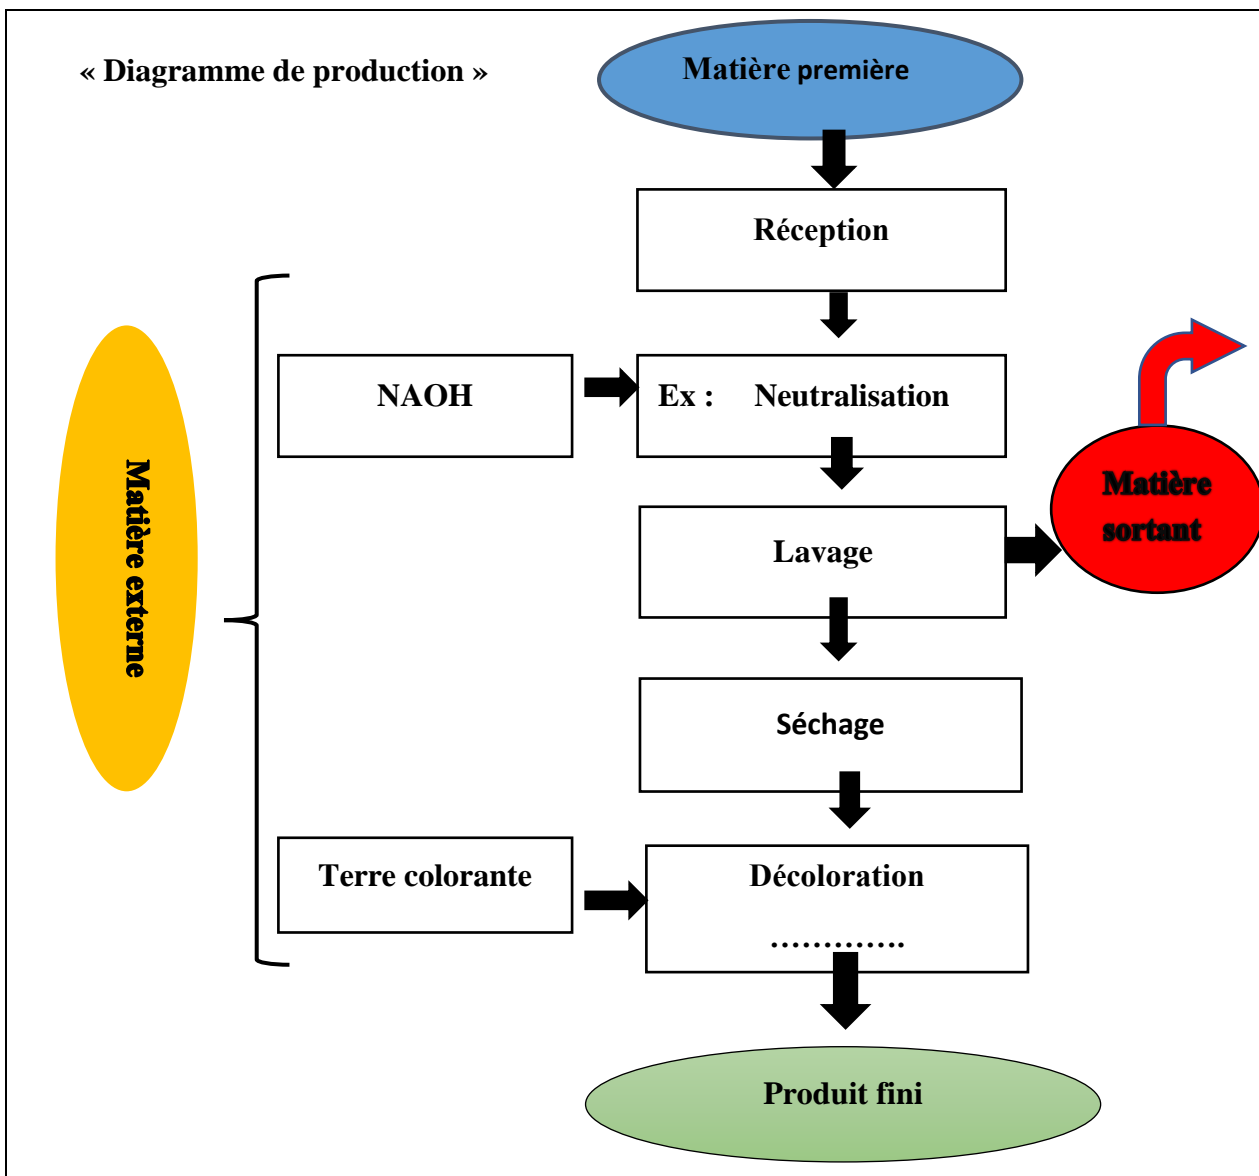 « Diagramme de production »
Matière première
Réception
NAOH
Ex : Neutralisation
Matière
sortant
Lavage
Matière externe
Séchage
Terre colorante
Décoloration
………….
Produit fini